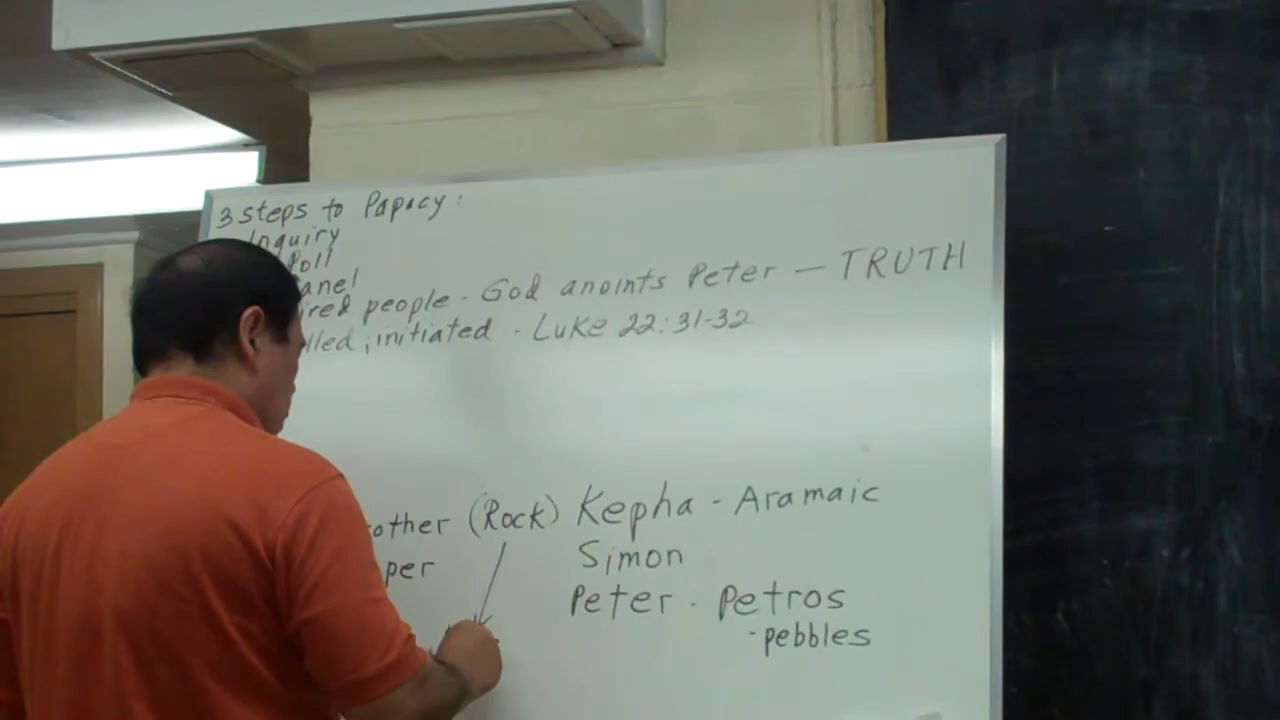 3 steps to Papacy:
Inquiry
Poll
anel
ired people - God anoints Peter — TRUTH
lled, initiated - Luke 22:31-32
other (Rock) Kepha - Aramaic
per Simon
Peter - Petros
- pebbles